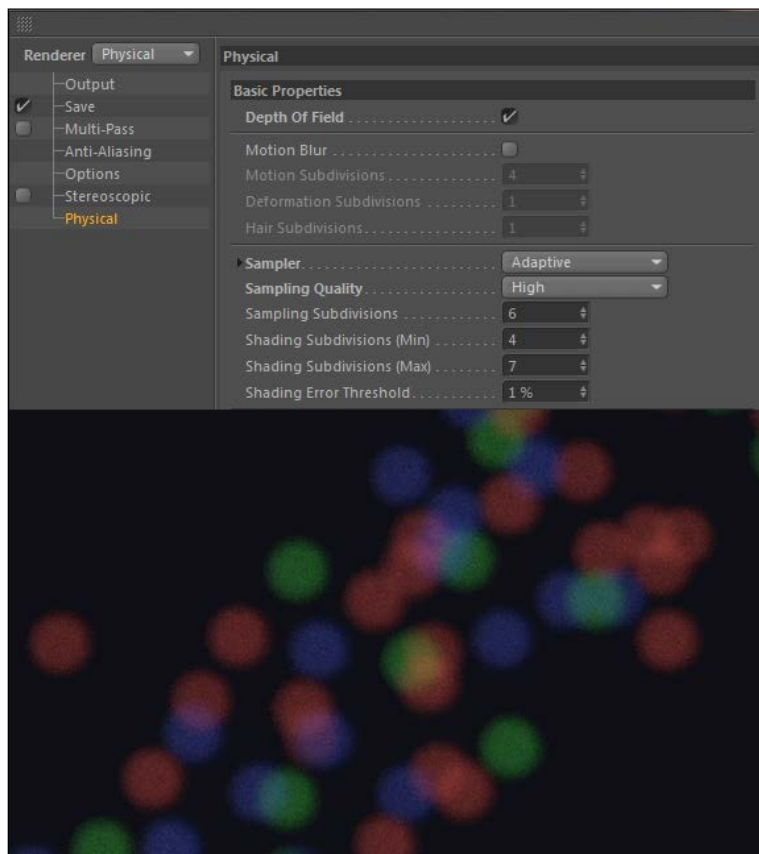 Renderer Physical
Output
Save
Multi-Pass
Anti-Aliasing
Options
Stereoscopic
Physical
Physical
Basic Properties
Depth Of Field
Motion Blur
Motion Subdivisions 4
Deformation Subdivisions 1
Hair Subdivisions 1
Sampler Adaptive
Sampling Quality High
Sampling Subdivisions 6
Shading Subdivisions (Min) 4
Shading Subdivisions (Max) 7
Shading Error Threshold 1 %